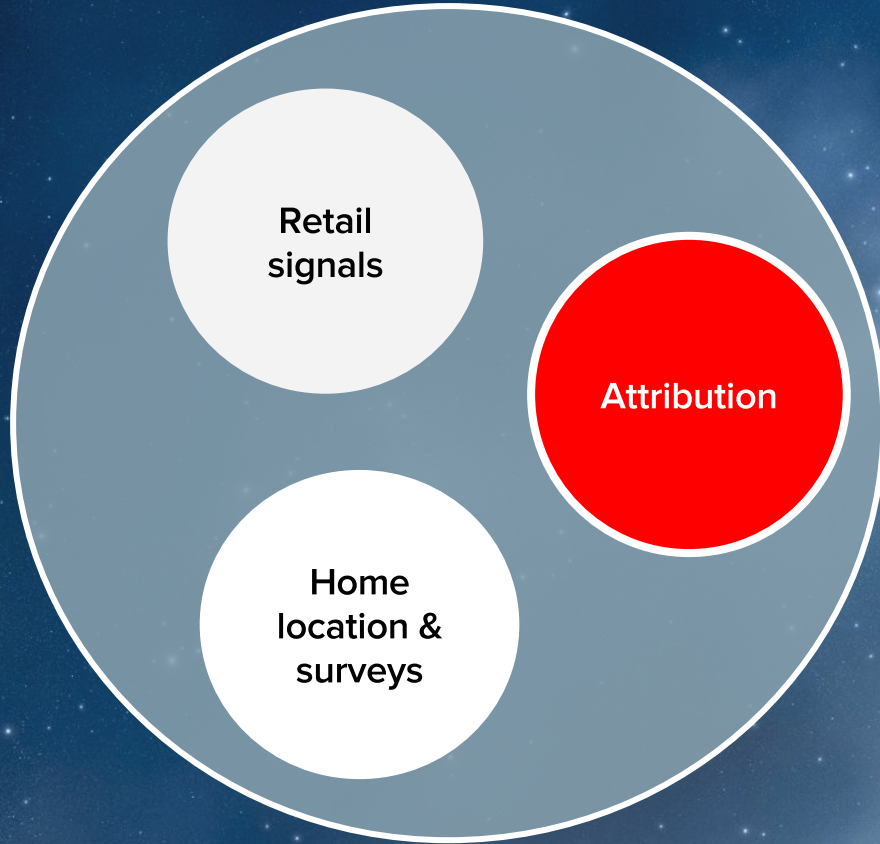 Retail
signals
Attribution
Home
location &
surveys